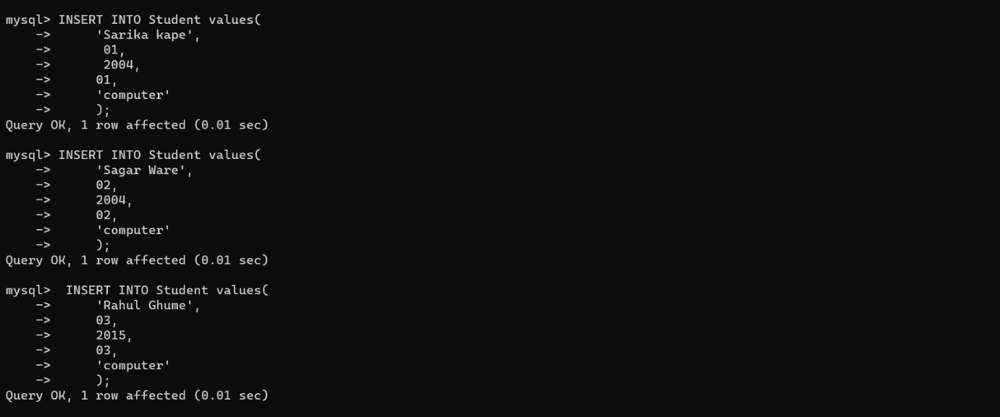 mysql> INSERT INTO Student values(
    ->      'Sarika kape',
    ->       01,
    ->       2004,
    ->      01,
    ->      'computer'
    ->      );
Query OK, 1 row affected (0.01 sec)

mysql> INSERT INTO Student values(
    ->      'Sagar Ware',
    ->      02,
    ->      2004,
    ->      02,
    ->      'computer'
    ->      );
Query OK, 1 row affected (0.01 sec)

mysql>  INSERT INTO Student values(
    ->      'Rahul Ghume',
    ->      03,
    ->      2015,
    ->      03,
    ->      'computer'
    ->      );
Query OK, 1 row affected (0.01 sec)